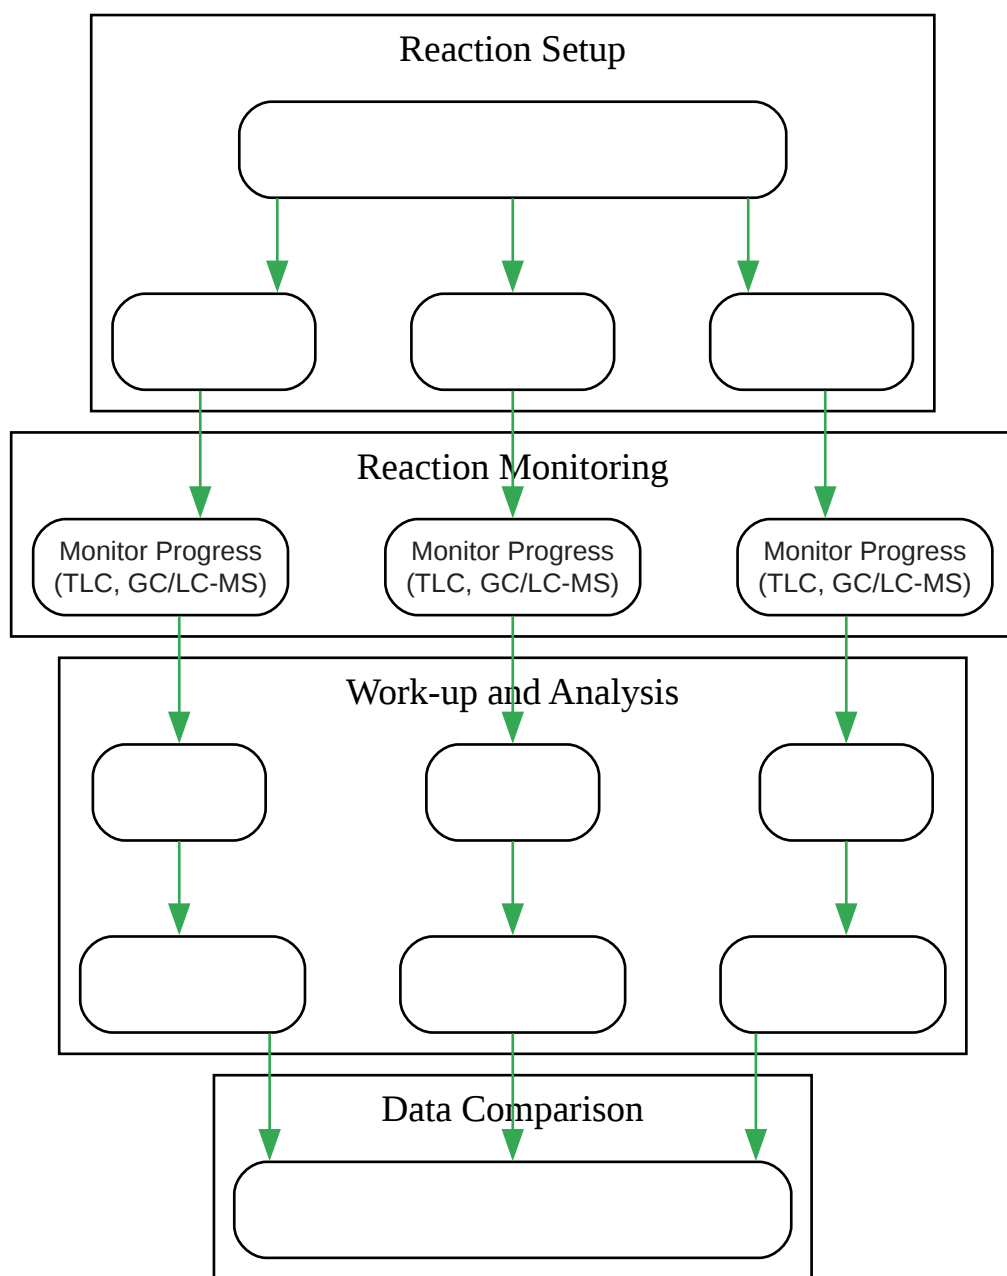 Reaction Setup
Reaction Monitoring
Monitor Progress
(TLC, GC/LC-MS)
Monitor Progress
(TLC, GC/LC-MS)
Monitor Progress
(TLC, GC/LC-MS)
Work-up and Analysis
Data Comparison